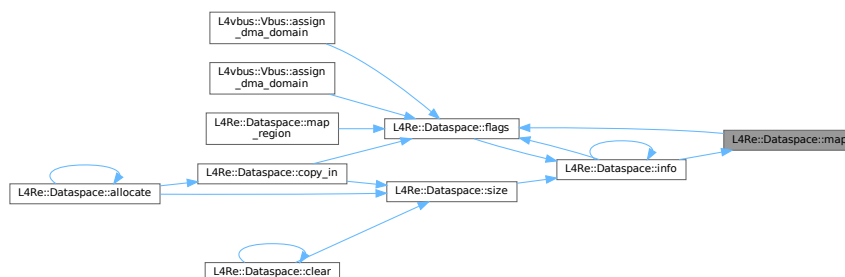 L4vbus::Vbus::assign
_dma_domain
L4vbus::Vbus::assign
_dma_domain
L4Re::Dataspace::map
_region
L4Re::Dataspace::flags
L4Re::Dataspace::map
L4Re::Dataspace::copy_in
L4Re::Dataspace::info
L4Re::Dataspace::allocate
L4Re::Dataspace::size
L4Re::Dataspace::clear